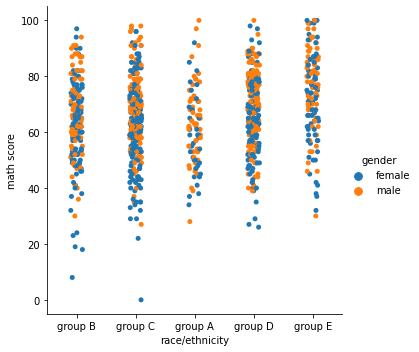 100
80
60
40
20
0
math score
group B group C group A group D group E
race/ethnicity
gender
female
male